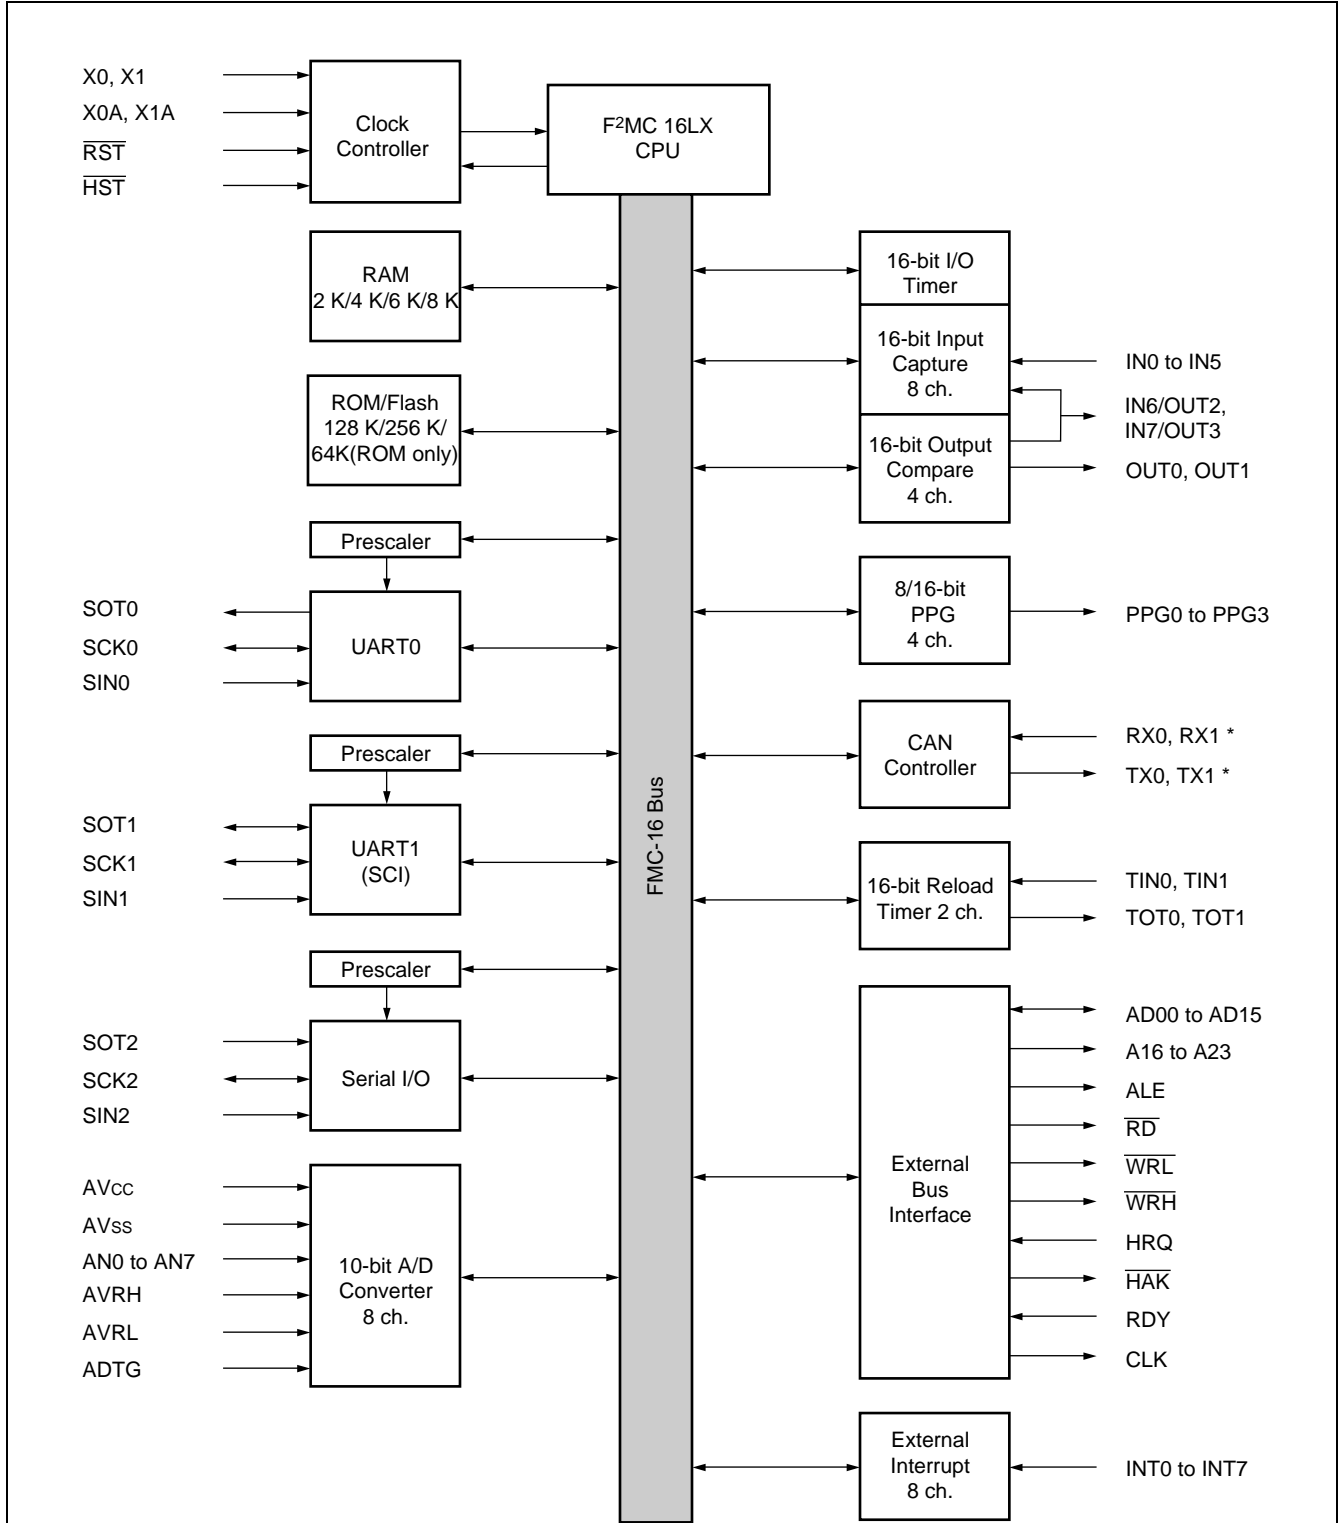 X0, X1
X0A, X1A
RST
HST
Clock
Controller
F2MC 16LX
CPU
RAM
2 K/4 K/6 K/8 K
ROM/Flash
128 K/256 K/
64K(ROM only)
Prescaler
SOT0
SCK0
SIN0
UART0
Prescaler
SOT1
SCK1
SIN1
UART1
(SCI)
Prescaler
SOT2
SCK2
SIN2
Serial I/O
AVCC
AVSS
AN0 to AN7
AVRH
AVRL
ADTG
10-bit A/D
Converter
8 ch.
FMC-16 Bus
16-bit I/O
Timer
16-bit Input
Capture
8 ch.
IN0 to IN5
IN6/OUT2,
IN7/OUT3
16-bit Output
Compare
4 ch.
OUT0, OUT1
8/16-bit
PPG
4 ch.
PPG0 to PPG3
CAN
Controller
RX0, RX1 *
TX0, TX1 *
16-bit Reload
Timer 2 ch.
TIN0, TIN1
TOT0, TOT1
External
Bus
Interface
AD00 to AD15
A16 to A23
ALE
RD
WRL
WRH
HRQ
HAK
RDY
CLK
External
Interrupt
8 ch.
INT0 to INT7